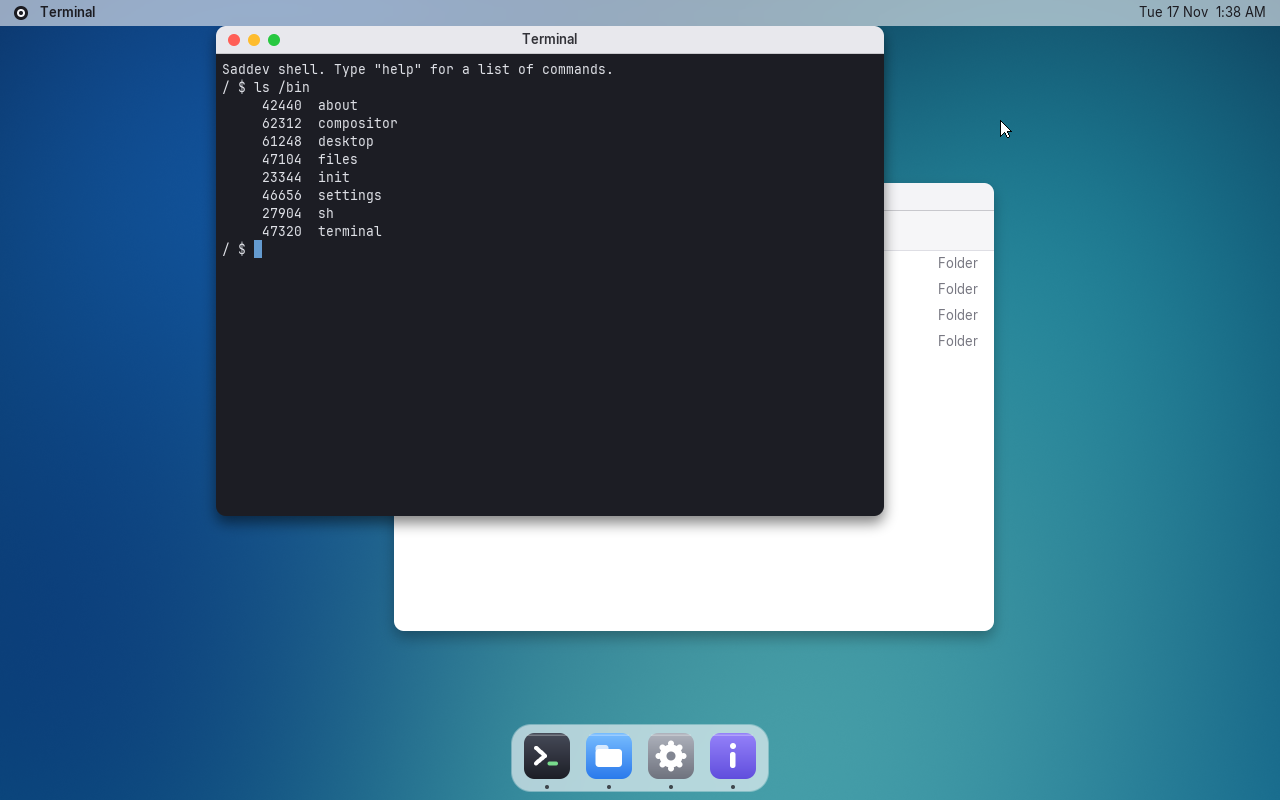 Terminal
Tue 17 Nov 1:38 AM
Terminal
Saddev shell. Type "help" for a list of commands.
/ $ ls /bin
42440 about
62312 compositor
61248 desktop
47104 files
23344 init
46656 settings
27904 sh
47320 terminal
/ $
Folder
Folder
Folder
Folder